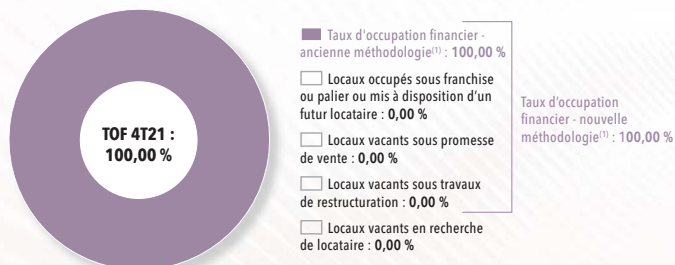 TOF 4T21 :
100,00 %
Taux d'occupation financier -
ancienne méthodologie(1) : 100,00 %
Locaux occupés sous franchise
ou palier ou mis à disposition d'un
futur locataire : 0,00 %
Locaux vacants sous promesse
de vente : 0,00 %
Locaux vacants sous travaux
de restructuration : 0,00 %
Locaux vacants en recherche
de locataire : 0,00 %
Taux d'occupation
financier - nouvelle
méthodologie(1) : 100,00 %